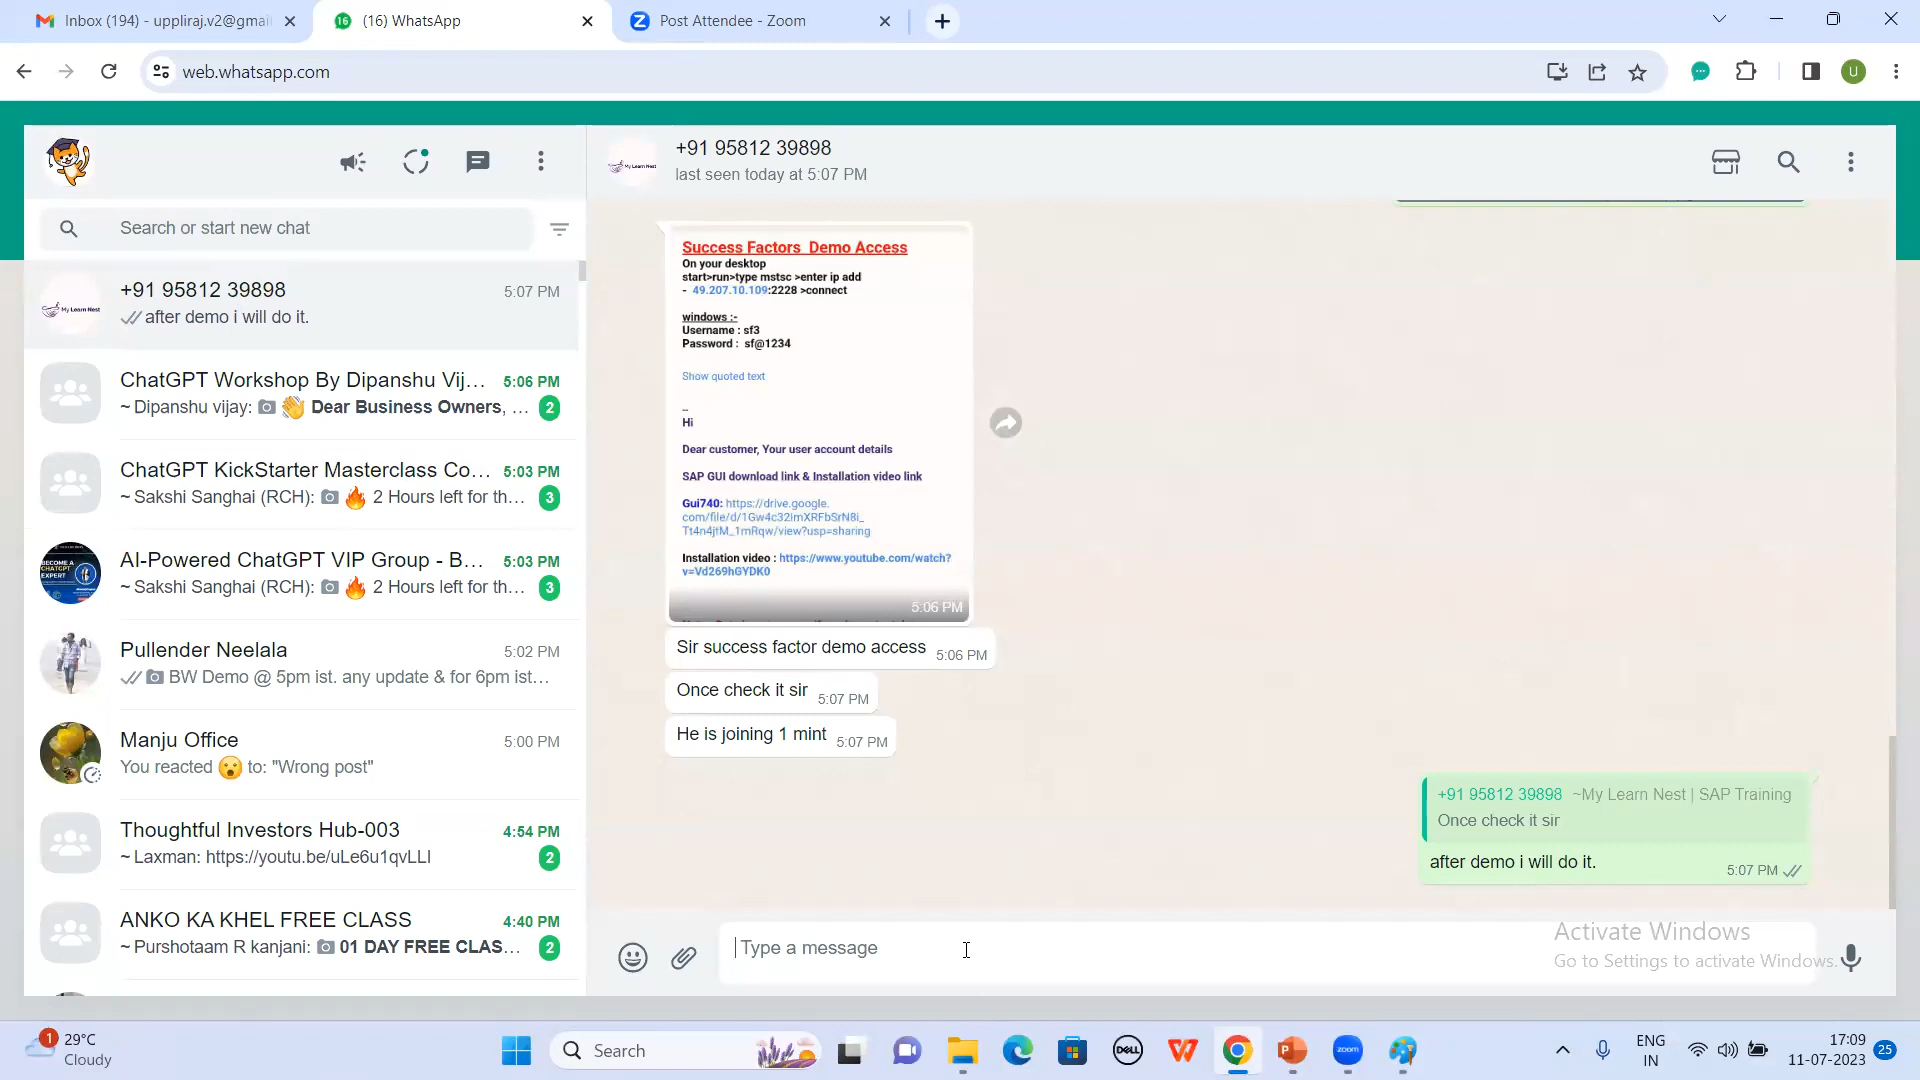 Inbox (194) - uppliraj.v2@gmai
(16) WhatsApp
Post Attendee - Zoom
web.whatsapp.com
U
+91 95812 39898
last seen today at 5:07 PM
Search or start new chat
+91 95812 39898
5:07 PM
after demo i will do it.
ChatGPT Workshop By Dipanshu Vij...
5:06 PM
~ Dipanshu vijay: 📷 👋 Dear Business Owners, ...
2
ChatGPT KickStarter Masterclass Co...
5:03 PM
~ Sakshi Sanghai (RCH): 📷 🔥 2 Hours left for th...
3
AI-Powered ChatGPT VIP Group - B...
5:03 PM
~ Sakshi Sanghai (RCH): 📷 🔥 2 Hours left for th...
3
Pullender Neelala
5:02 PM
BW Demo @ 5pm ist. any update & for 6pm ist...
Manju Office
5:00 PM
You reacted 😮 to: "Wrong post"
Thoughtful Investors Hub-003
4:54 PM
~ Laxman: https://youtu.be/uLe6u1qvLLI
2
ANKO KA KHEL FREE CLASS
4:40 PM
~ Purshotaam R kanjani: 📷 01 DAY FREE CLAS...
2
Success Factors Demo Access
On your desktop
start>run>type mstsc >enter ip add
- 49.207.10.109:2228 >connect
windows :-
Username : sf3
Password : sf@1234
Show quoted text
--
Hi
Dear customer, Your user account details
SAP GUI download link & Installation video link
Gui740: https://drive.google.
com/file/d/1Gw4c32ImXRFbSrN8i_
Tt4n4jtM_1mRqw/view?usp=sharing
Installation video : https://www.youtube.com/watch?
v=Vd269hGYDK0
5:06 PM
Sir success factor demo access 5:06 PM
Once check it sir 5:07 PM
He is joining 1 mint 5:07 PM
+91 95812 39898 ~My Learn Nest | SAP Training
Once check it sir
after demo i will do it.
5:07 PM
Type a message
Activate Windows
Go to Settings to activate Windows.
1
29°C
Cloudy
Search
DELL
zoom
ENG
IN
17:09
11-07-2023
25